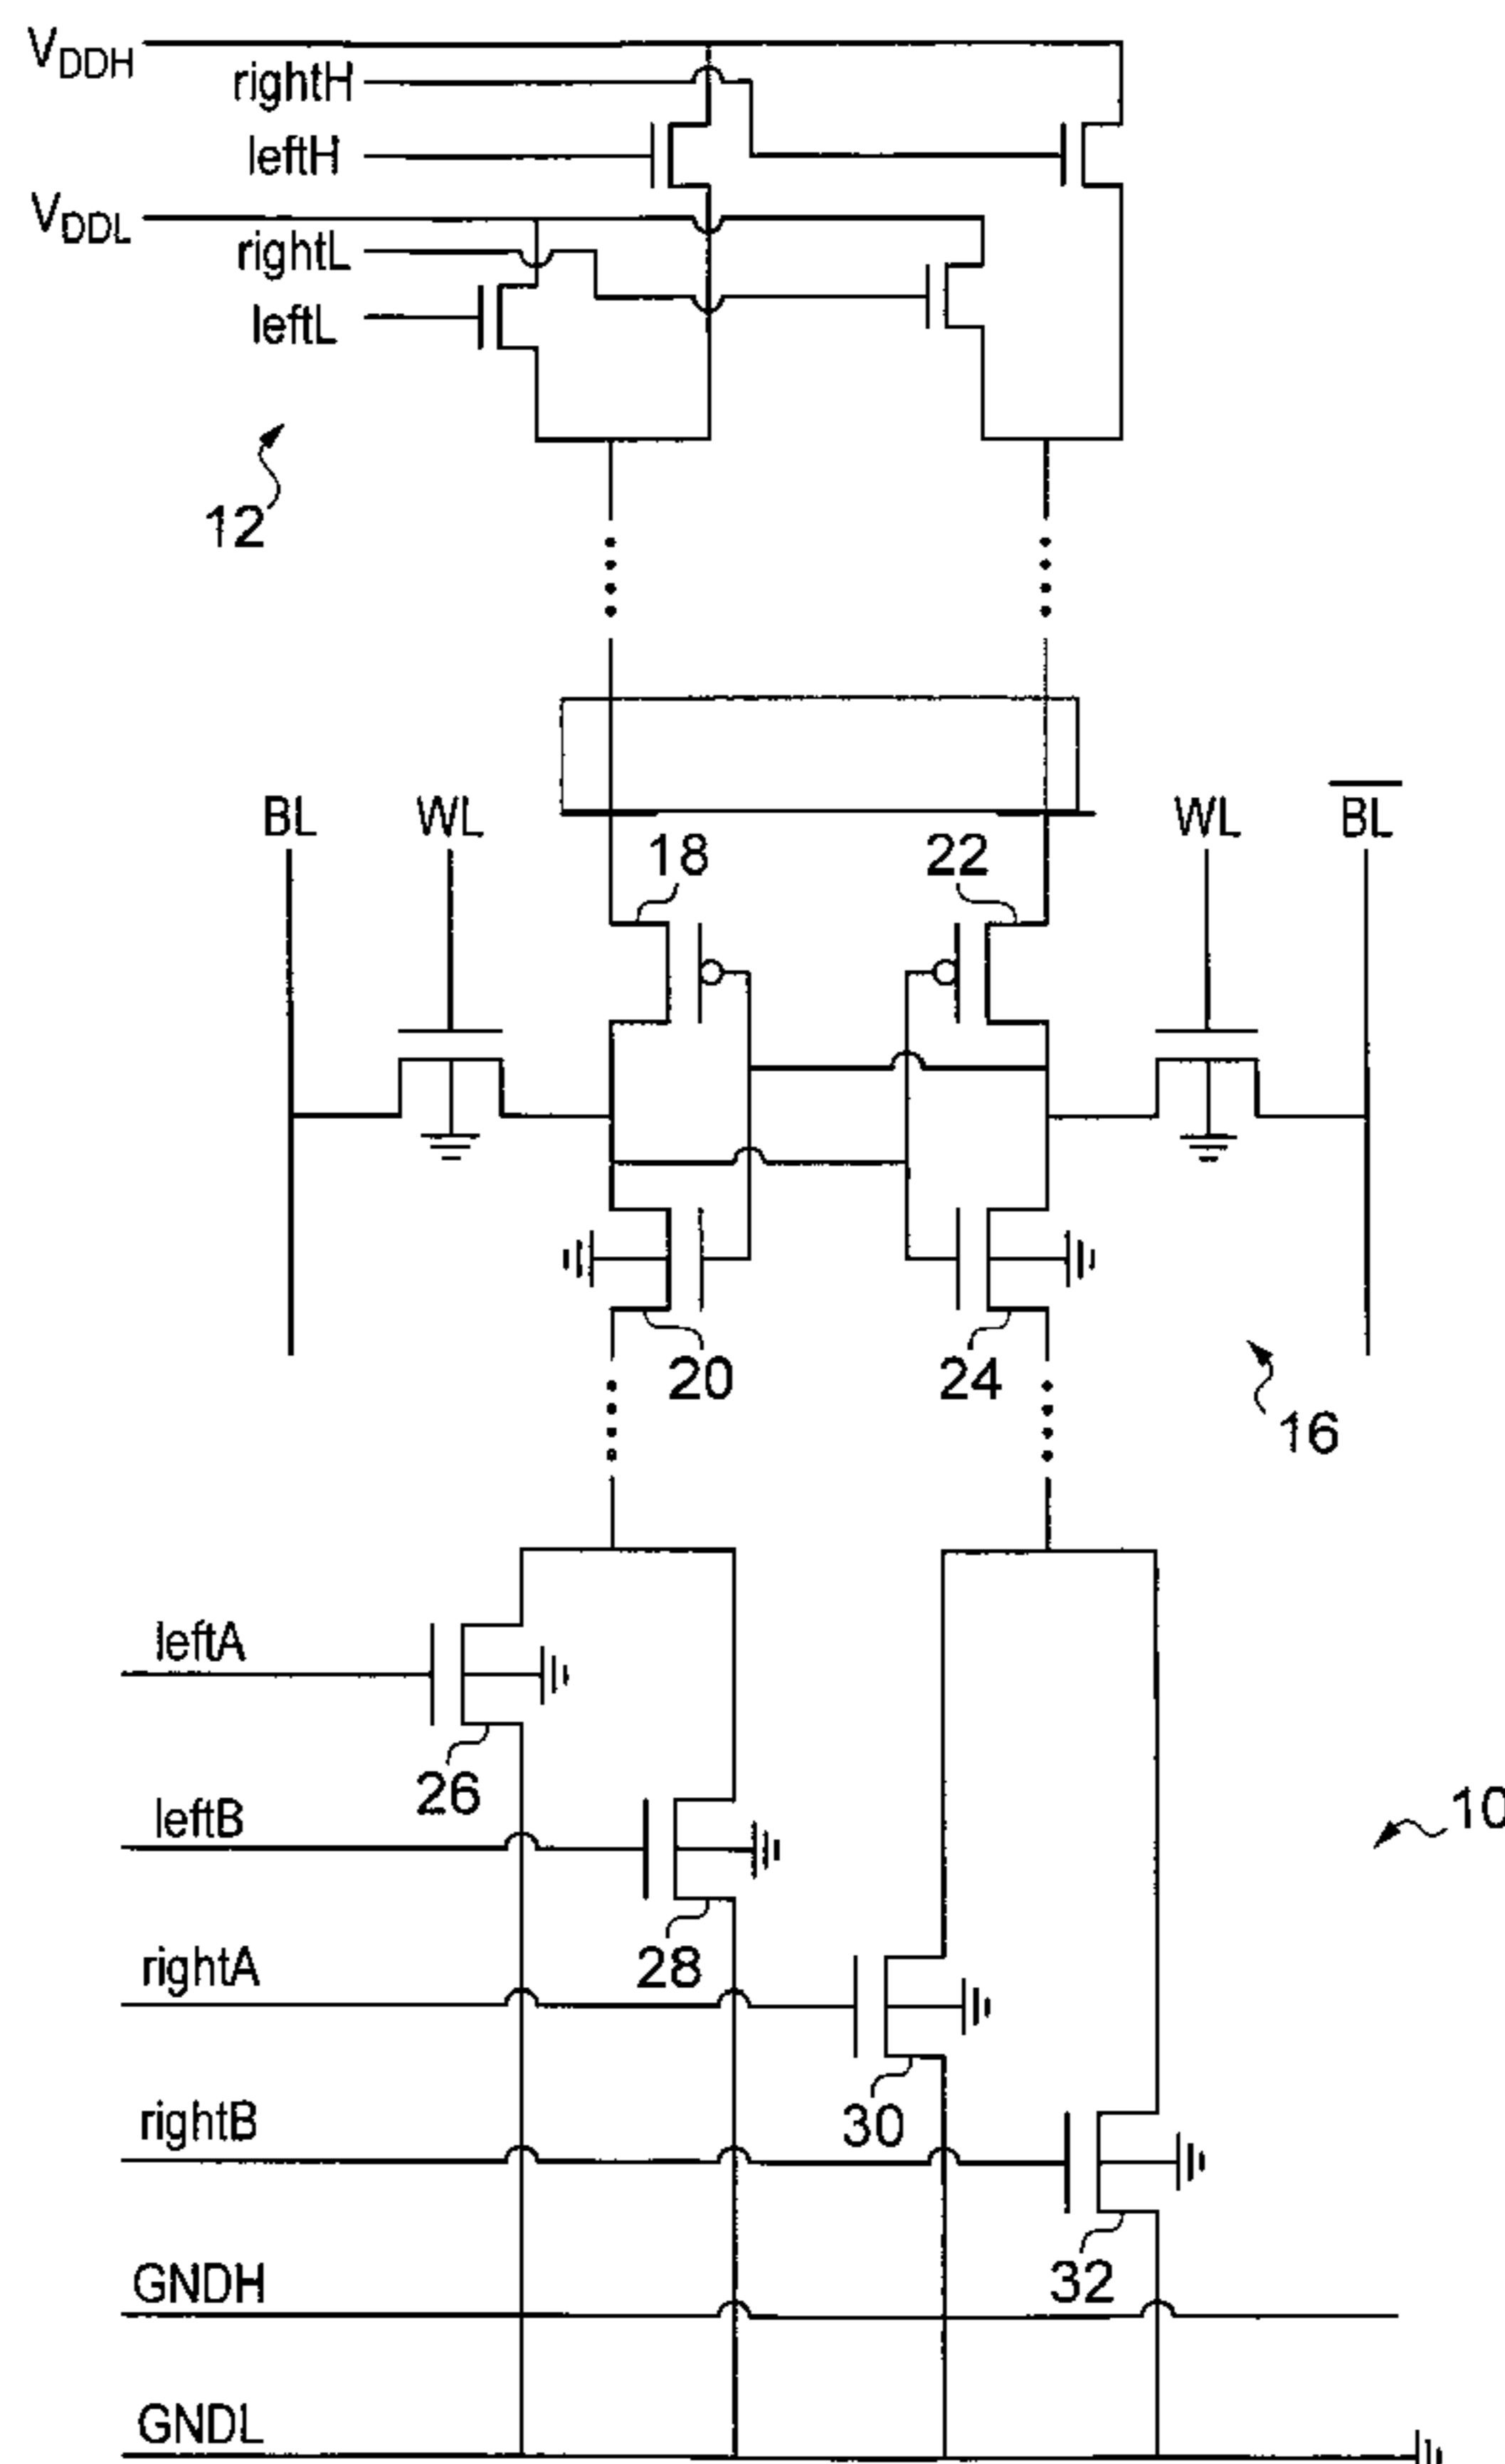 VDDH
rightH
leftH
VDDL
rightL
leftL
12
BL
WL
18
22
WL
BL
20
24
16
leftA
26
leftB
28
10
rightA
30
rightB
32
GNDH
GNDL